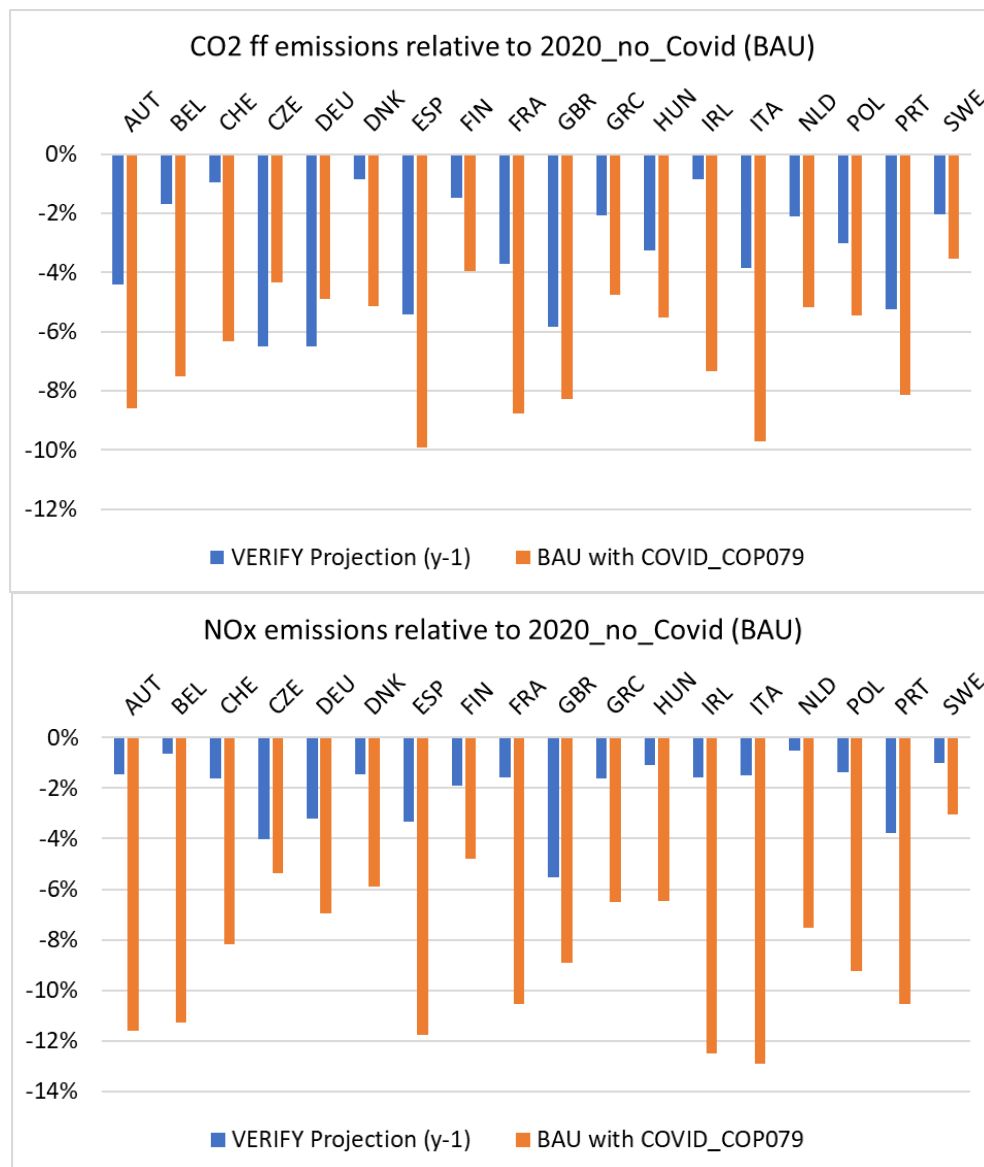 CO2 ff emissions relative to 2020_no_Covid (BAU)
AUT BEL CHE CZE DEU DNK ESP FIN FRA GBR GRC HUN IRL ITA NLD POL PRT SWE
0%
-2%
-4%
-6%
-8%
-10%
-12%
VERIFY Projection (y-1) BAU with COVID_COP079
NOx emissions relative to 2020_no_Covid (BAU)
AUT BEL CHE CZE DEU DNK ESP FIN FRA GBR GRC HUN IRL ITA NLD POL PRT SWE
0%
-2%
-4%
-6%
-8%
-10%
-12%
-14%
VERIFY Projection (y-1) BAU with COVID_COP079